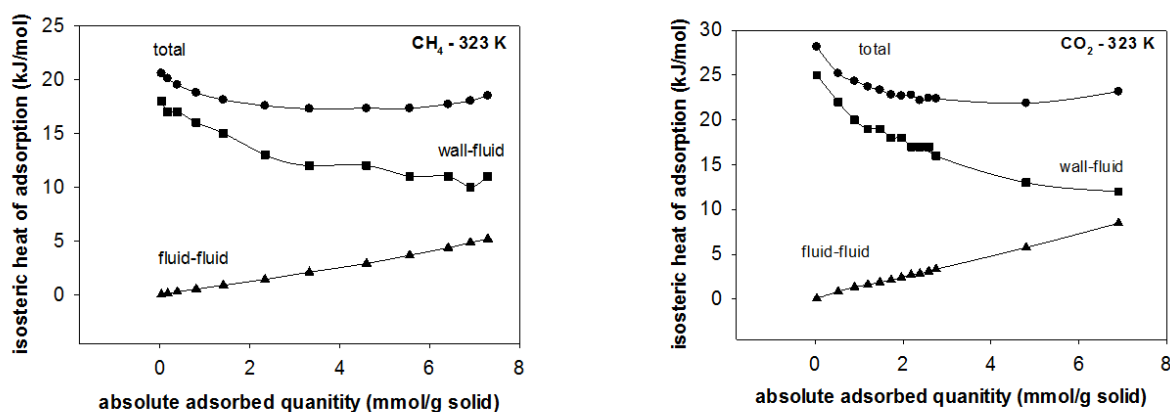 isosteric heat of adsorption (kJ/mol)
25
20
15
10
5
0
CH4 - 323 K
total
wall-fluid
fluid-fluid
0 2 4 6 8
absolute adsorbed quanitity (mmol/g solid)
isosteric heat of adsorption (kJ/mol)
30
25
20
15
10
5
0
CO2 - 323 K
total
wall-fluid
fluid-fluid
0 2 4 6 8
absolute adsorbed quanitity (mmol/g solid)